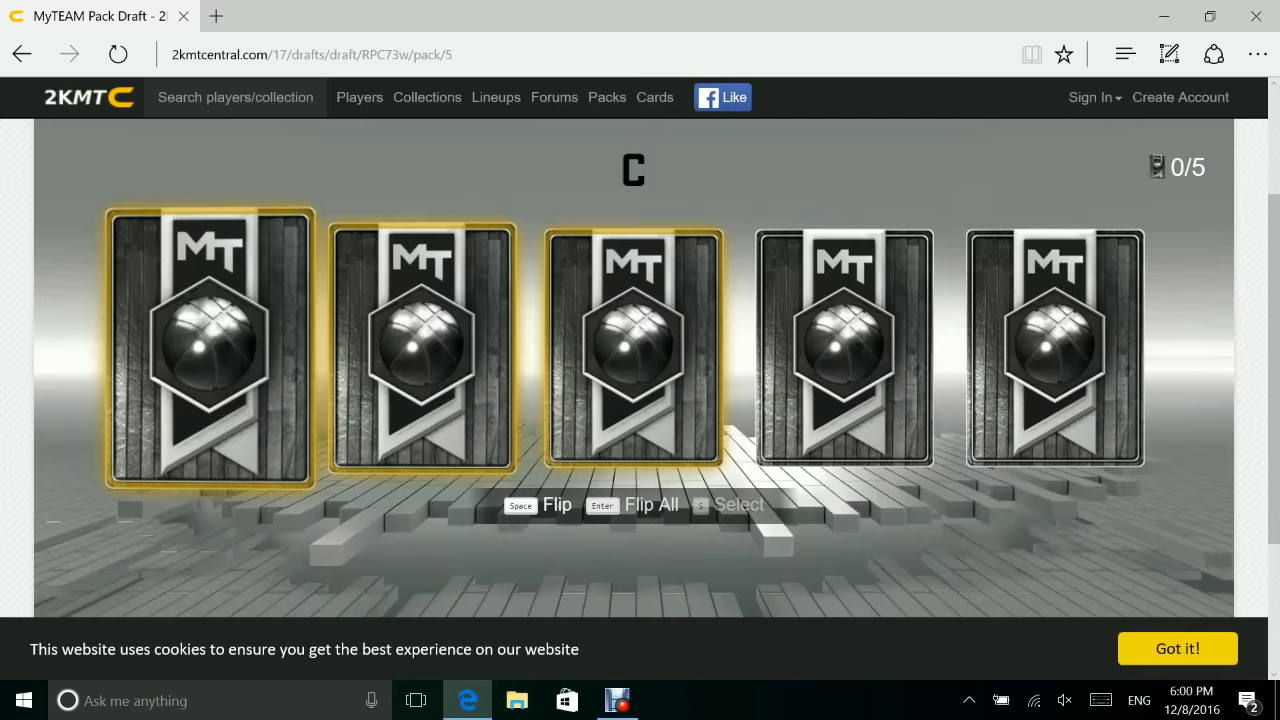 MyTEAM Pack Draft - 2
2kmtcentral.com/17/drafts/draft/RPC73w/pack/5
2KMTC
Search players/collection
Players
Collections
Lineups
Forums
Packs
Cards
Like
Sign In
Create Account
C
0/5
MT
MT
MT
MT
MT
Space Flip
Enter Flip All
S Select
This website uses cookies to ensure you get the best experience on our website
Got it!
Ask me anything
ENG
6:00 PM
12/8/2016
2